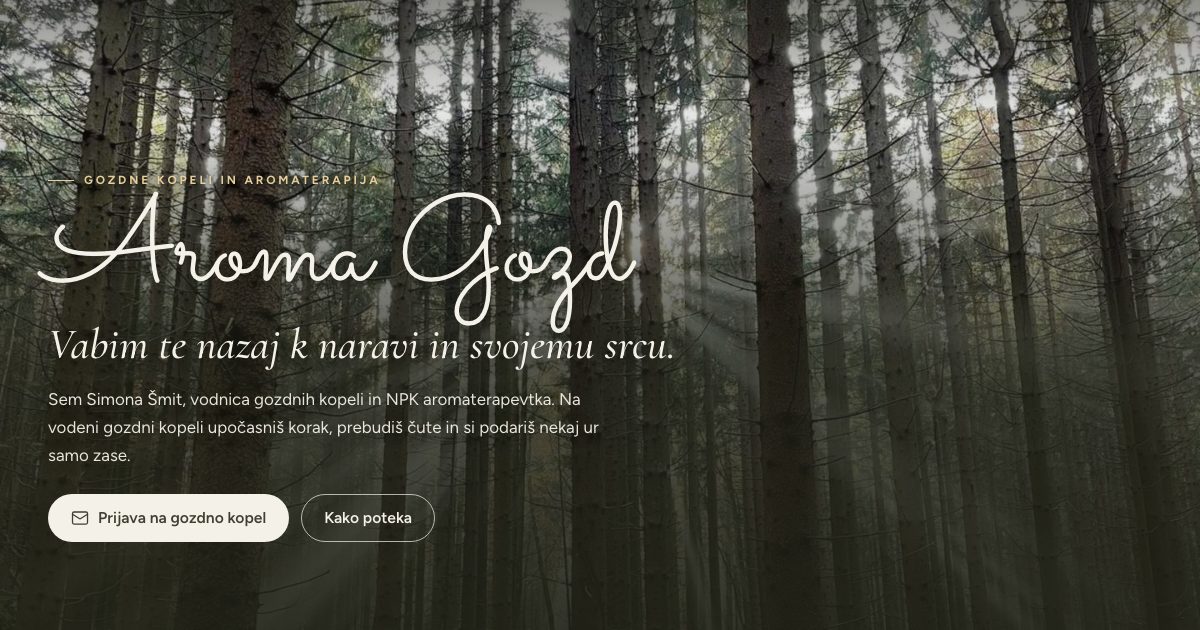 GOZDNE KOPELI IN AROMATERAPIJA
Aroma Gozd
Vabim te nazaj k naravi in svojemu srcu.
Sem Simona Šmit, vodnica gozdnih kopeli in NPK aromaterapevtka. Na
vodeni gozdni kopeli upočasniš korak, prebudiš čute in si podariš nekaj ur
samo zase.
Prijava na gozdno kopel
Kako poteka